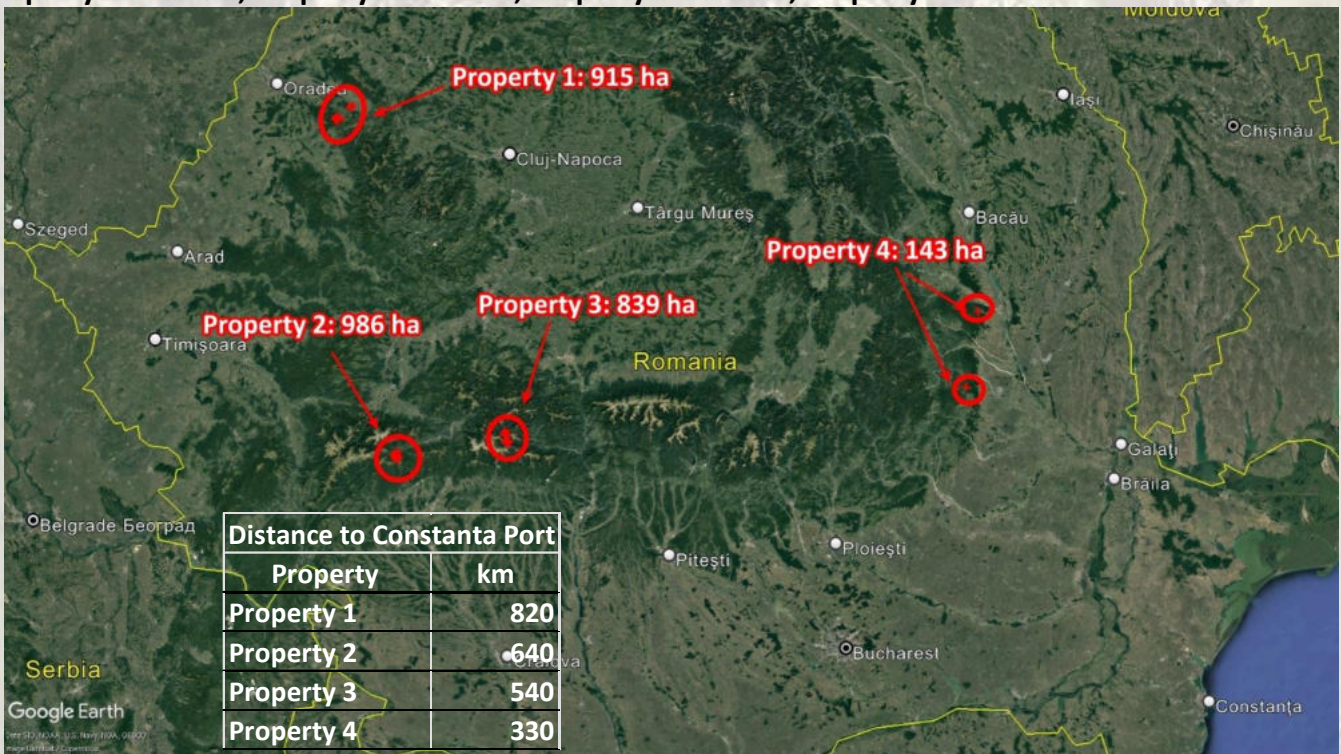 Moldova
Oradea
Property 1: 915 ha
Iași
Chișinău
Cluj-Napoca
Târgu Mureș
Szeged
Bacău
Arad
Property 4: 143 ha
Property 3: 839 ha
Property 2: 986 ha
Timișoara
Romania
Galați
Brăila
Belgrade Београд
Distance to Constanta Port
Ploiești
Pitești
Property km
Property 1 820
Property 2 640
Property 3 540
Property 4 330
Craiova
Bucharest
Serbia
Constanța
Google Earth